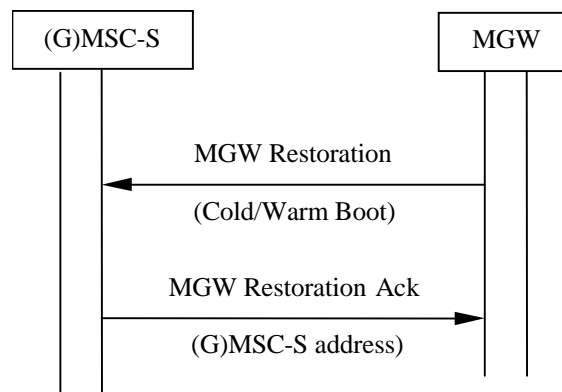 (G)MSC-S
MGW
MGW Restoration
(Cold/Warm Boot)
MGW Restoration Ack
(G)MSC-S address)